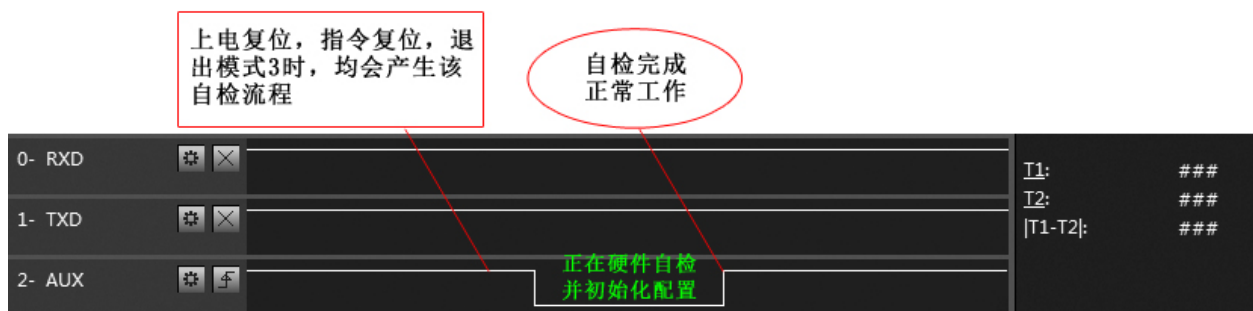 上电复位，指令复位，退
出模式3时，均会产生该
自检流程
自检完成
正常工作
0- RXD
T1: ###
T2: ###
1- TXD
|T1-T2|: ###
正在硬件自检
2- AUX
并初始化配置